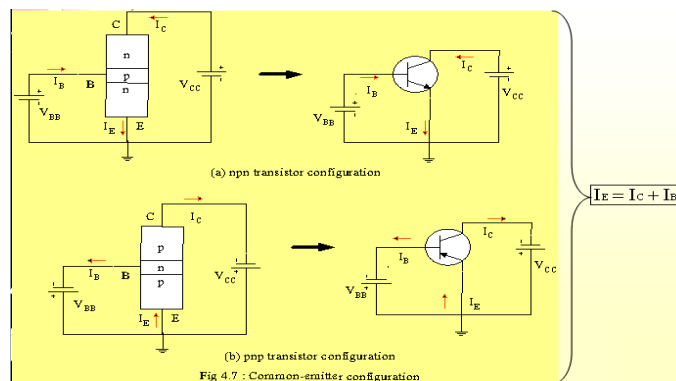 C
I_C
n
p
n
I_B
B
V_BB
V_CC
I_E
E
I_B
I_C
V_BB
V_CC
I_E
(a) npn transistor configuration
C
I_C
p
n
p
I_B
B
V_BB
V_CC
I_E
E
I_B
I_C
V_BB
V_CC
I_E
(b) pnp transistor configuration
Fig 4.7 : Common-emitter configuration
I_E = I_C + I_B